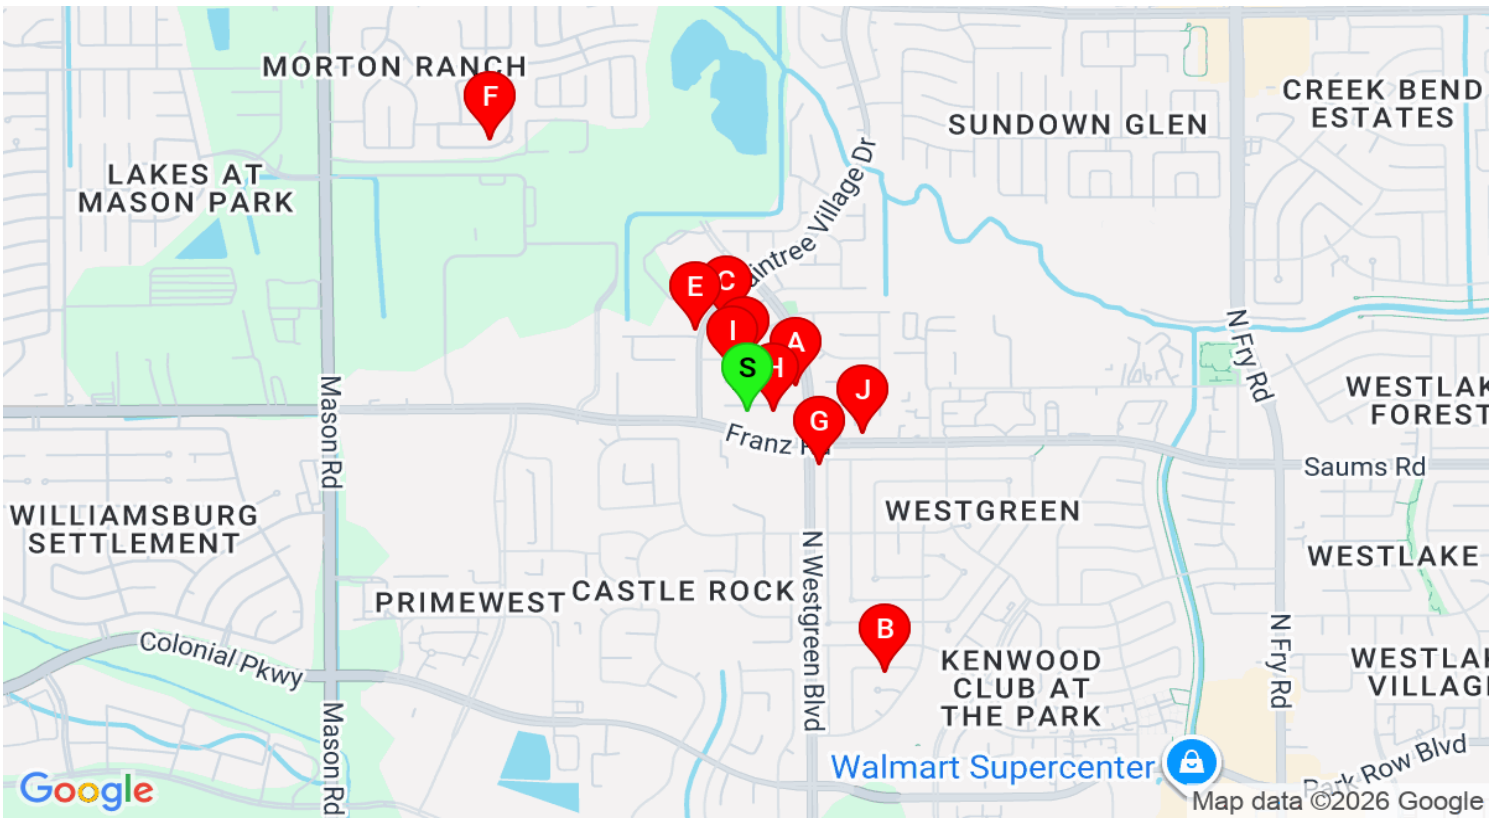 MORTON RANCH
F
CREEK BEND
ESTATES
SUNDOWN GLEN
LAKES AT
MASON PARK
aintree Village Dr
E
C
I
A
S
H
J
G
N Fry Rd
Mason Rd
WESTLAK
FOREST
Franz
Saums Rd
WILLIAMSBURG
SETTLEMENT
WESTGREEN
WESTLAKE
PRIMEWEST
CASTLE ROCK
N Westgreen Blvd
B
N Fry Rd
Colonial Pkwy
KENWOOD
CLUB AT
THE PARK
WESTLA
VILLAG
Mason Rd
Walmart Supercenter
Park Row Blvd
Google
Map data ©2026 Google